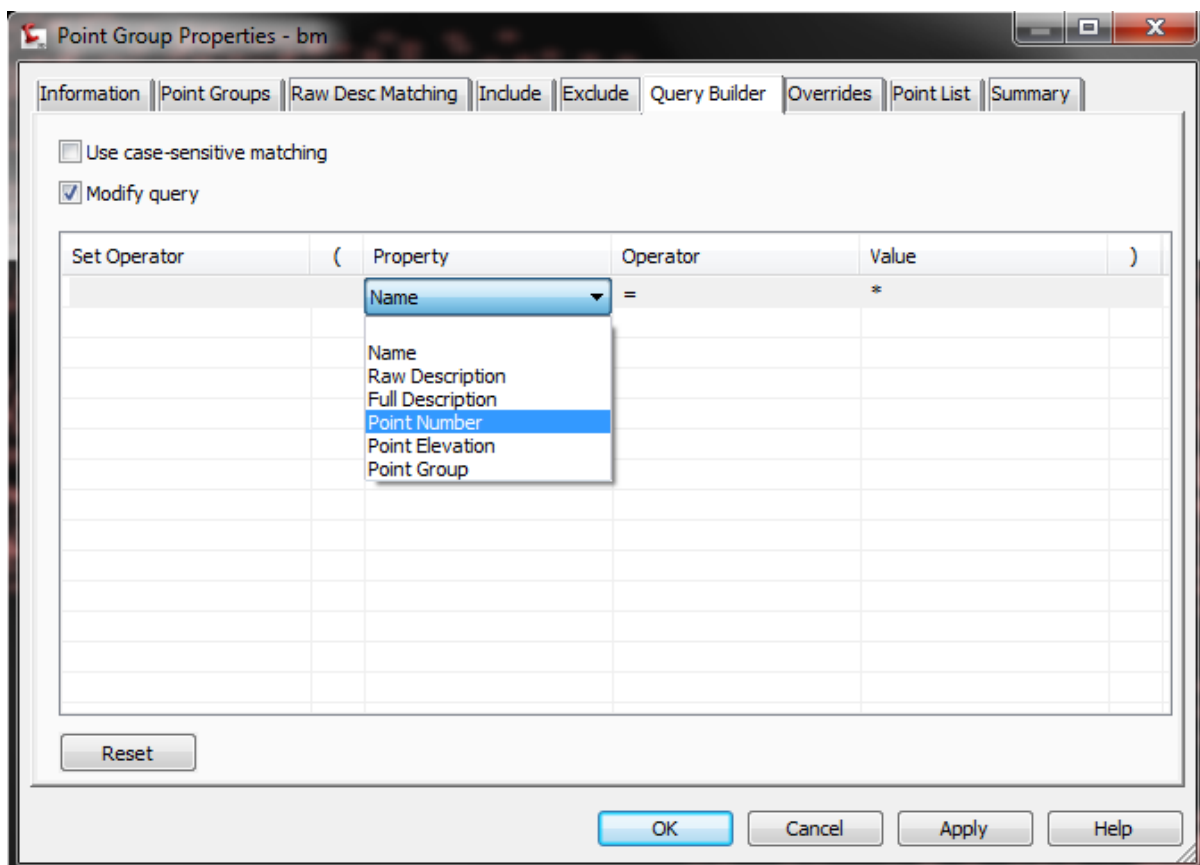 Point Group Properties - bm
Information Point Groups Raw Desc Matching Include Exclude Query Builder Overrides Point List Summary
Use case-sensitive matching
Modify query
Set Operator ( Property Operator Value )
Name = *
Name
Raw Description
Full Description
Point Number
Point Elevation
Point Group
Reset
OK Cancel Apply Help